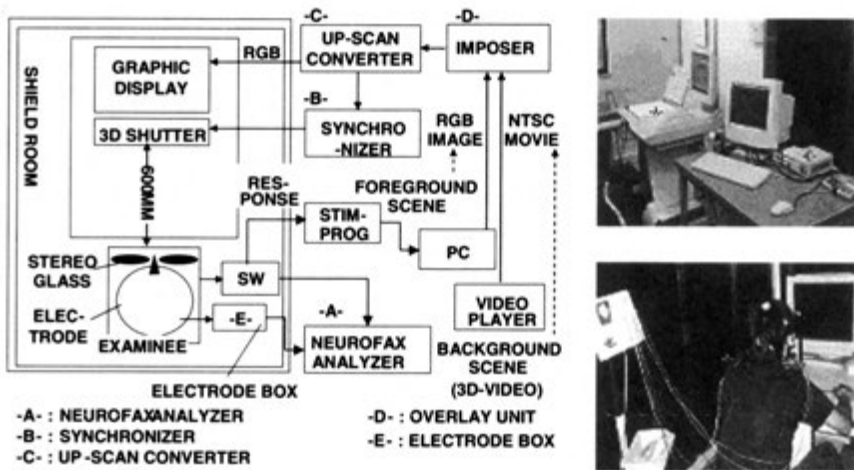 -C-
-D-
UP-SCAN
CONVERTER
IMPOSER
RGB
GRAPHIC
DISPLAY
-B-
SHIELD ROOM
3D SHUTTER
SYNCHRO
-NIZER
RGB
IMAGE
NTSC
MOVIE
600MM
RES-
PONSE
FOREGROUND
SCENE
STIM-
PROG
PC
STEREO
GLASS
SW
ELEC-
TRODE
-A-
VIDEO
PLAYER
-E-
EXAMINEE
NEUROFAX
ANALYZER
BACKGROUND
SCENE
(3D-VIDEO)
ELECTRODE BOX
-A- : NEUROFAXANALYZER
-B- : SYNCHRONIZER
-C- : UP -SCAN CONVERTER
-D- : OVERLAY UNIT
-E- : ELECTRODE BOX